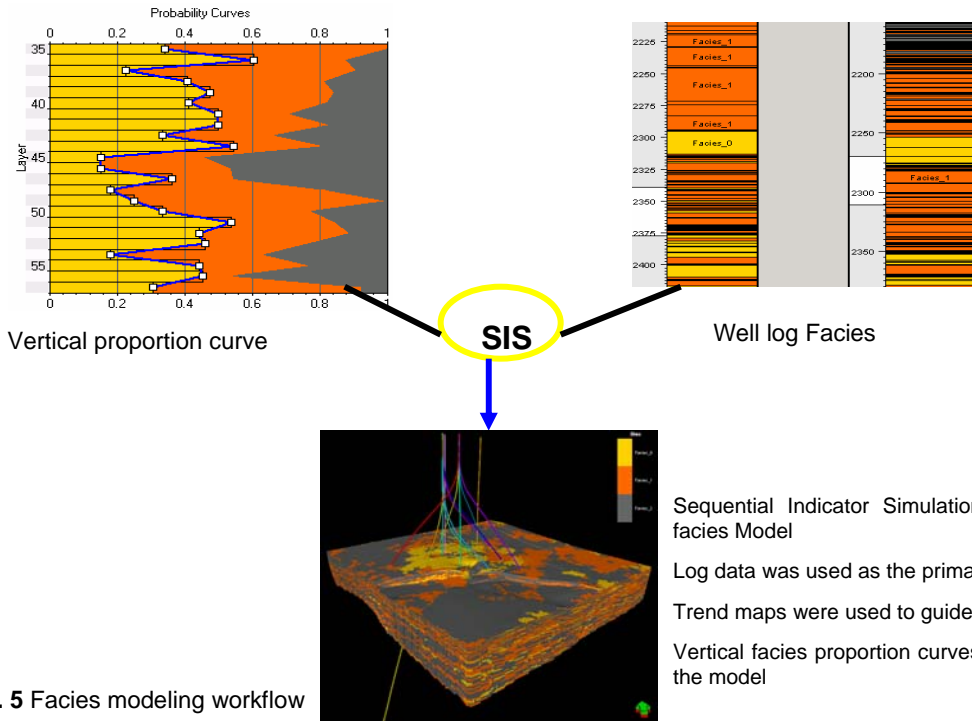 Probability Curves
0 0.2 0.4 0.6 0.8 1
35
40
45
50
55
Layer
0 0.2 0.4 0.6 0.8 1
Vertical proportion curve
2225
2250
2275
2300
2325
2350
2375
2400
Facies_1
Facies_1
Facies_1
Facies_1
Facies_0
2200
2250
2300
2350
Facies_1
Well log Facies
SIS
Facies_0
Facies_1
Facies_2
Sequential Indicator Simulation
facies Model
Log data was used as the prima
Trend maps were used to guide
Vertical facies proportion curves
the model
. 5 Facies modeling workflow